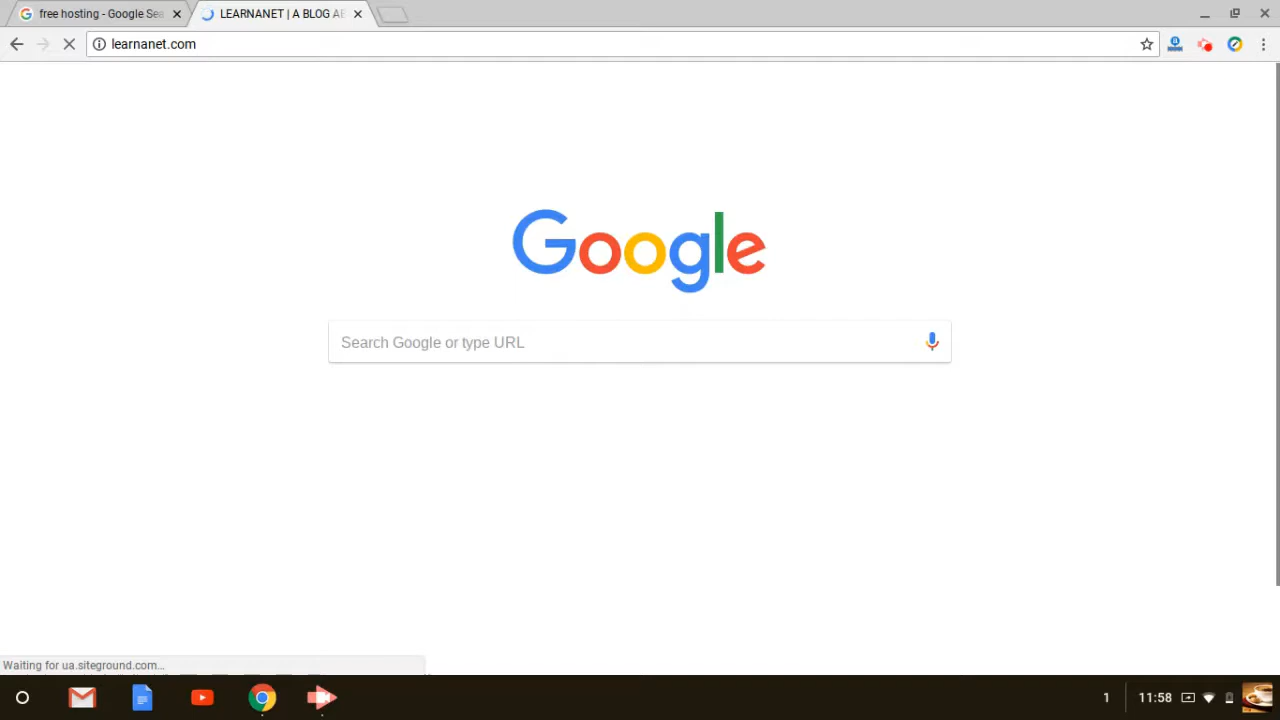 free hosting - Google Sea
LEARNANET | A BLOG AB
learnanet.com
Google
Search Google or type URL
Waiting for ua.siteground.com...
1
11:58